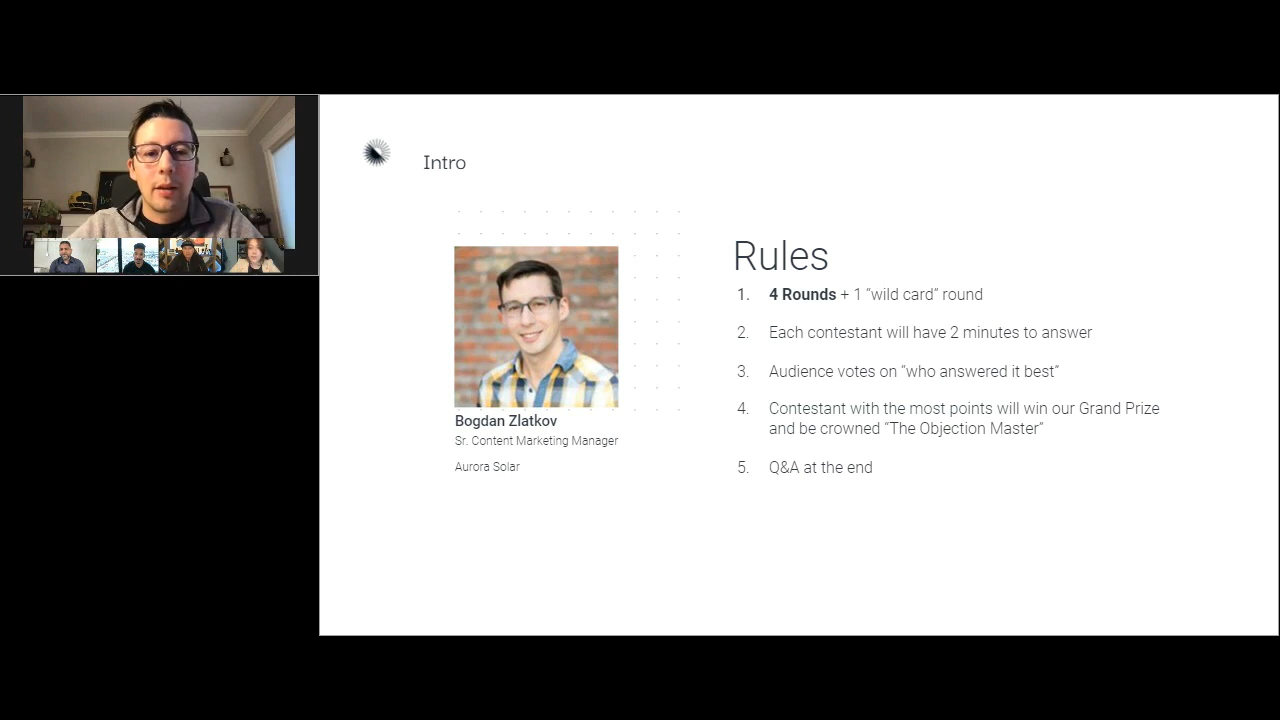 Intro
Rules
1. 4 Rounds + 1 “wild card” round
2. Each contestant will have 2 minutes to answer
3. Audience votes on “who answered it best”
4. Contestant with the most points will win our Grand Prize
and be crowned “The Objection Master”
5. Q&A at the end
Bogdan Zlatkov
Sr. Content Marketing Manager
Aurora Solar